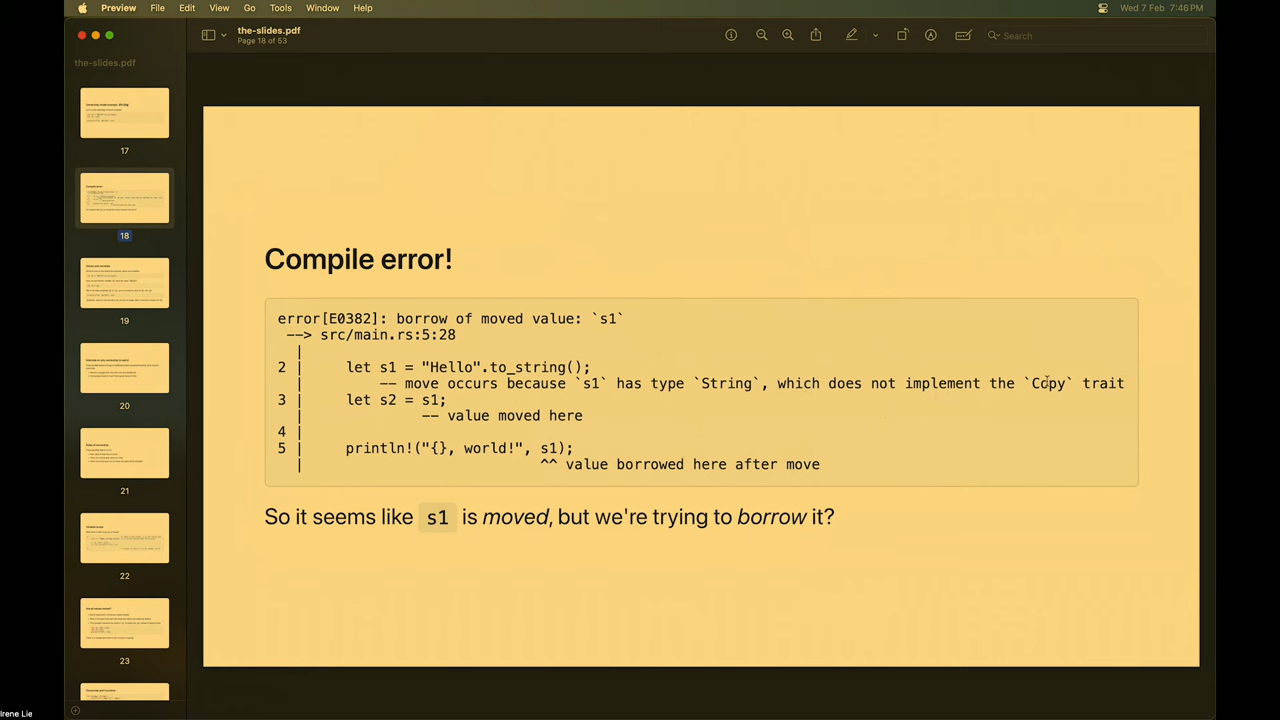 Preview File Edit View Go Tools Window Help Wed 7 Feb 7:46 PM
the-slides.pdf
Page 18 of 53
Search
the-slides.pdf
17
Compile error!
18
19
20
21
22
23
Compile error!
error[E0382]: borrow of moved value: `s1`
--> src/main.rs:5:28
|
2 | let s1 = "Hello".to_string();
| -- move occurs because `s1` has type `String`, which does not implement the `Copy` trait
3 | let s2 = s1;
| -- value moved here
4 |
5 | println!("{}, world!", s1);
| ^^ value borrowed here after move
So it seems like s1 is moved, but we're trying to borrow it?
Irene Lie